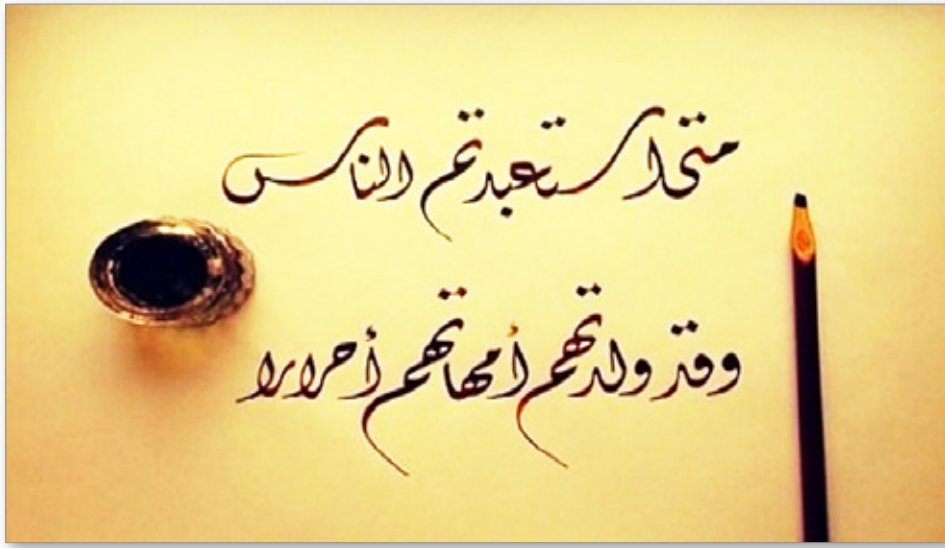 متى استعبدتم الناس
وقد ولدتهم أمهاتهم أحرارا